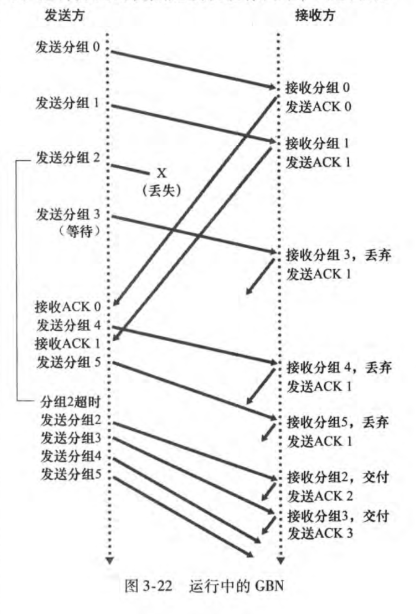 发送方
接收方
发送分组 0
接收分组 0
发送ACK 0
发送分组 1
接收分组 1
发送ACK 1
发送分组 2
X
(丢失)
发送分组 3
(等待)
接收分组 3，丢弃
发送ACK 1
接收ACK 0
发送分组 4
接收ACK 1
发送分组 5
接收分组 4，丢弃
发送ACK 1
分组2超时
发送分组2
发送分组3
发送分组4
发送分组5
接收分组5，丢弃
发送ACK 1
接收分组2，交付
发送ACK 2
接收分组3，交付
发送ACK 3
图 3-22 运行中的 GBN